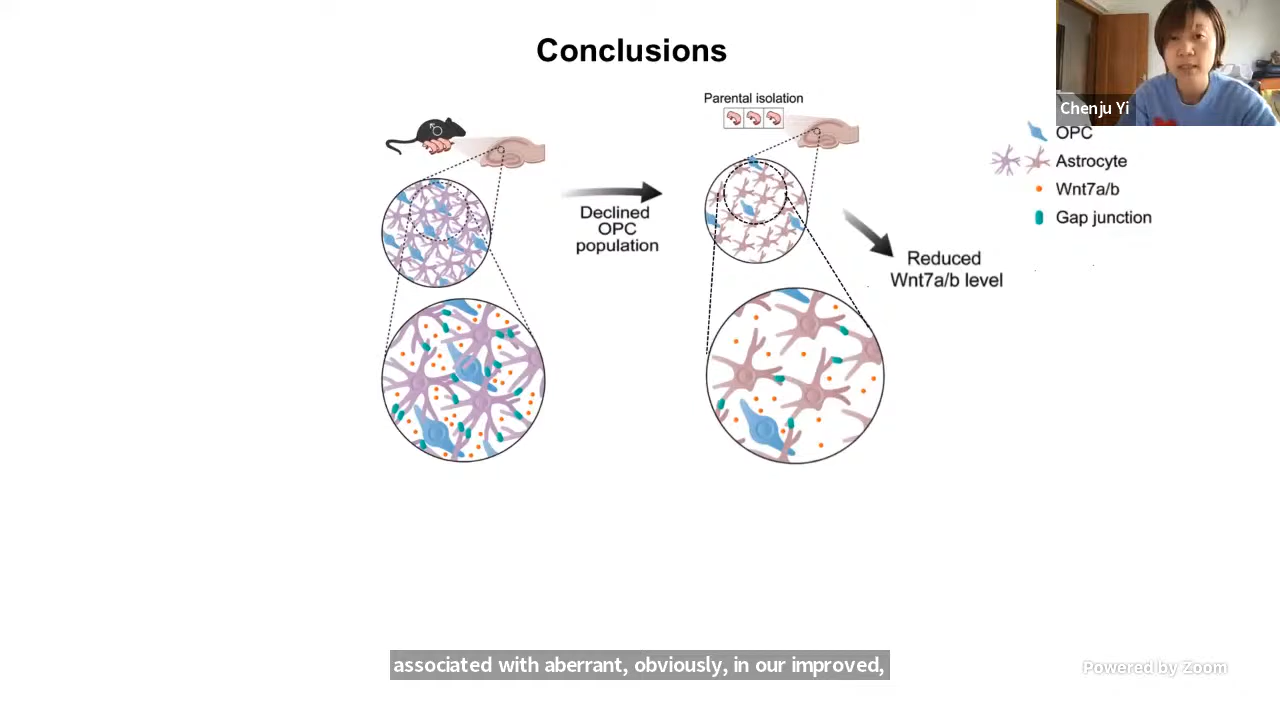 Conclusions
Parental isolation
Chenju Yi
OPC
Astrocyte
Wnt7a/b
Gap junction
Declined
OPC
population
Reduced
Wnt7a/b level
associated with aberrant, obviously, in our improved,
Powered by Zoom